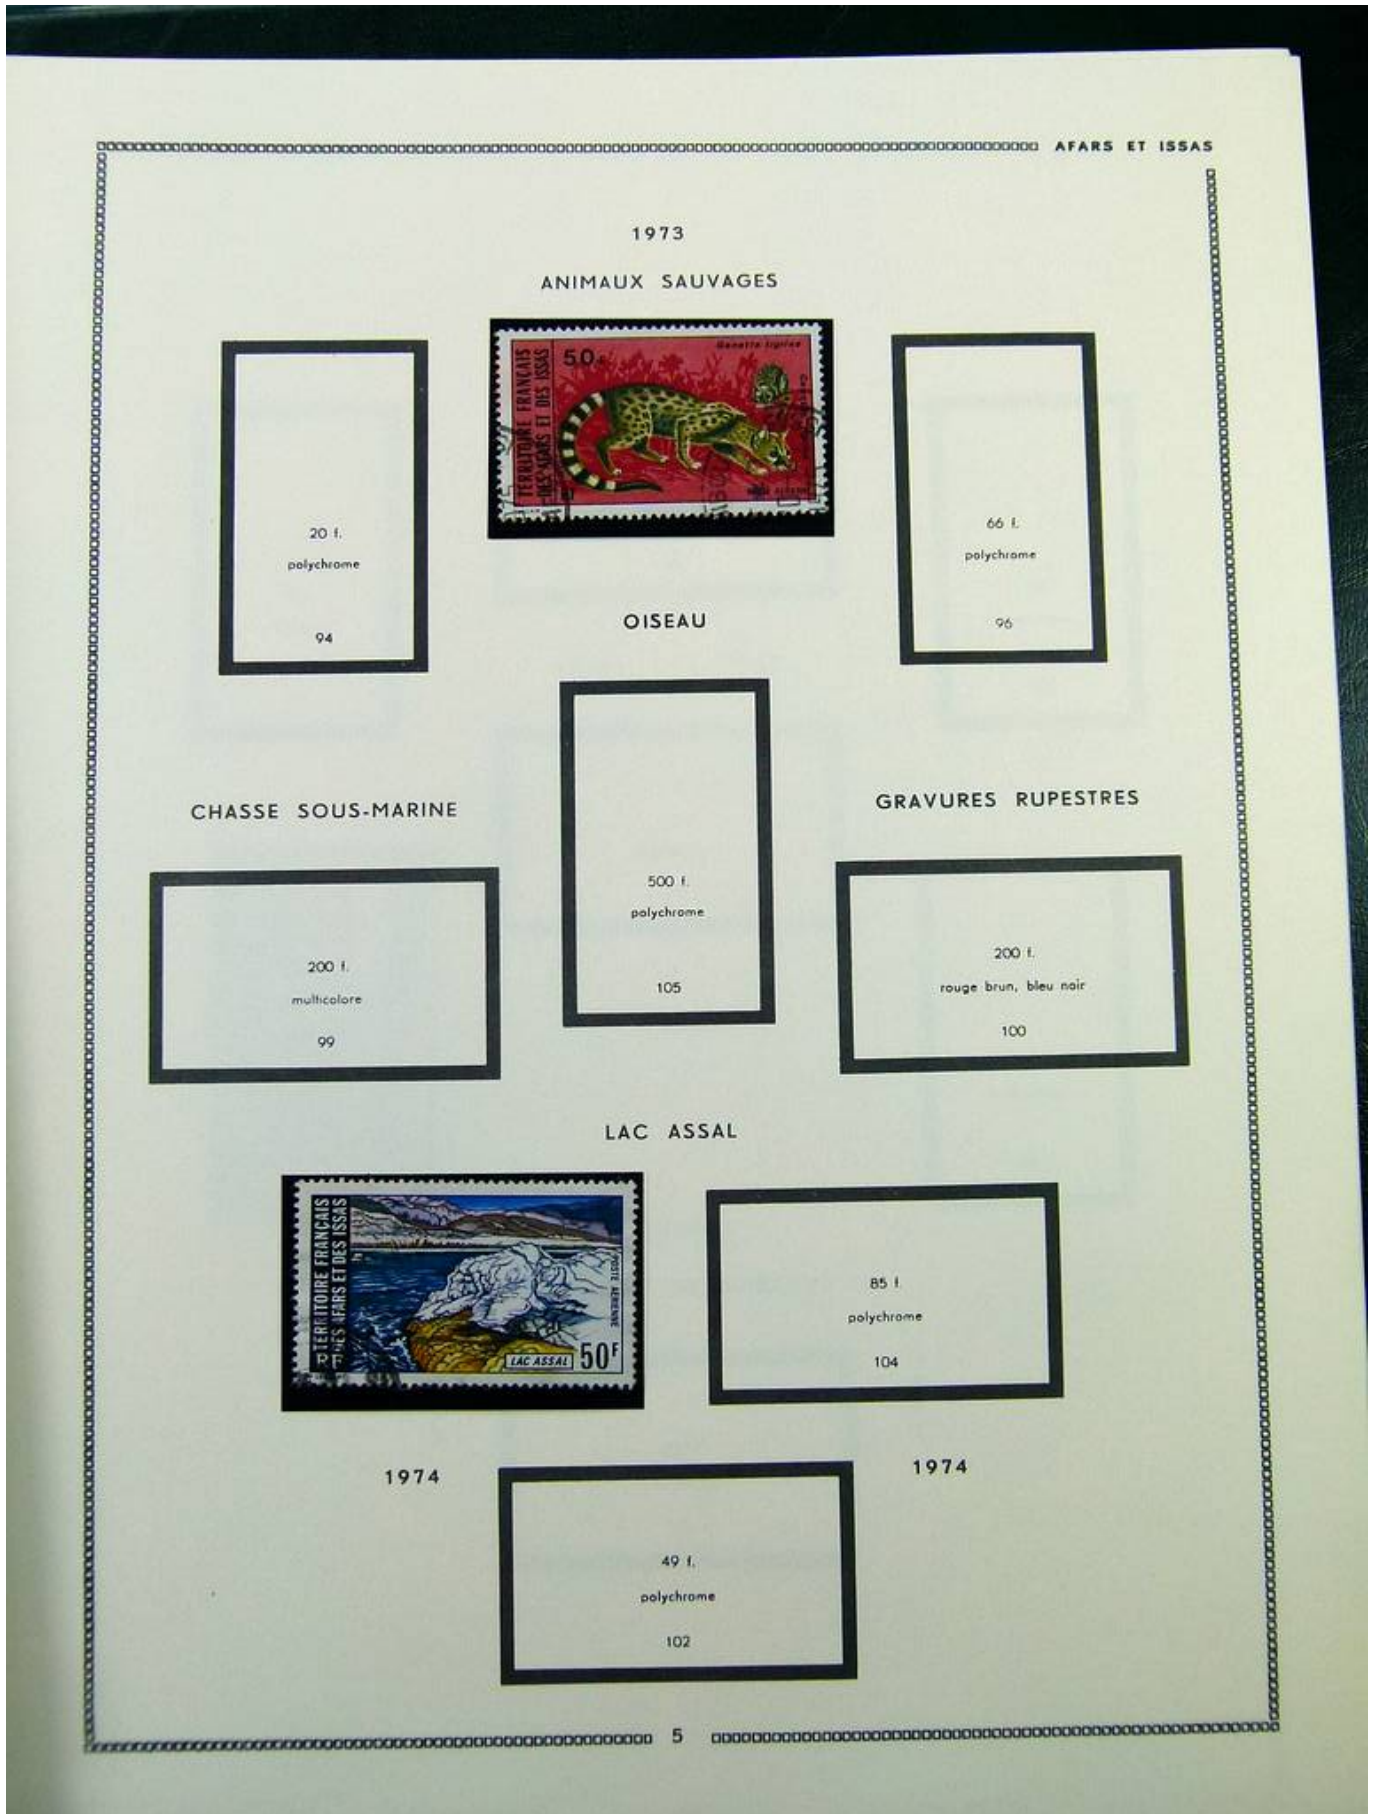 AFARS ET ISSAS
1973
ANIMAUX SAUVAGES
20 f.
polychrome
94
TERRITOIRE FRANÇAIS
DES AFARS ET DES ISSAS
50
Genetta tigrina
66 f.
polychrome
96
OISEAU
500 f.
polychrome
105
CHASSE SOUS-MARINE
200 f.
multicolore
99
GRAVURES RUPESTRES
200 f.
rouge brun, bleu noir
100
LAC ASSAL
TERRITOIRE FRANÇAIS
DES AFARS ET DES ISSAS
RF
POSTE AERIENNE
LAC ASSAL
50F
85 f.
polychrome
104
1974
1974
49 f.
polychrome
102
5